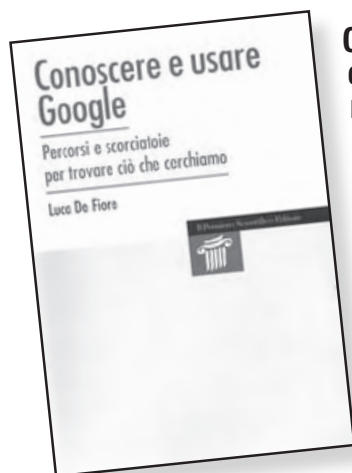 Conoscere e usare
Google
Percorsi e scorciatoie
per trovare ciò che cerchiamo
Luca De Fiore
Il Pensiero Scientifico Editore